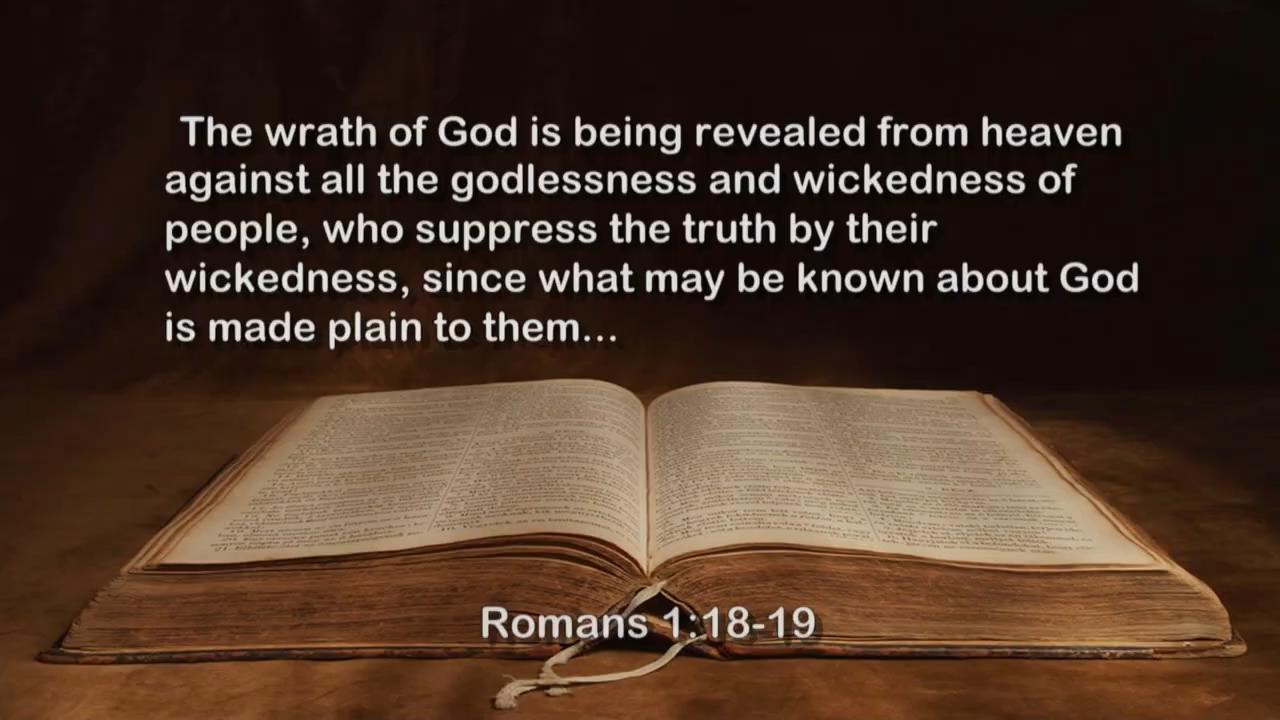 The wrath of God is being revealed from heaven
against all the godlessness and wickedness of
people, who suppress the truth by their
wickedness, since what may be known about God
is made plain to them...
Romans 1:18-19